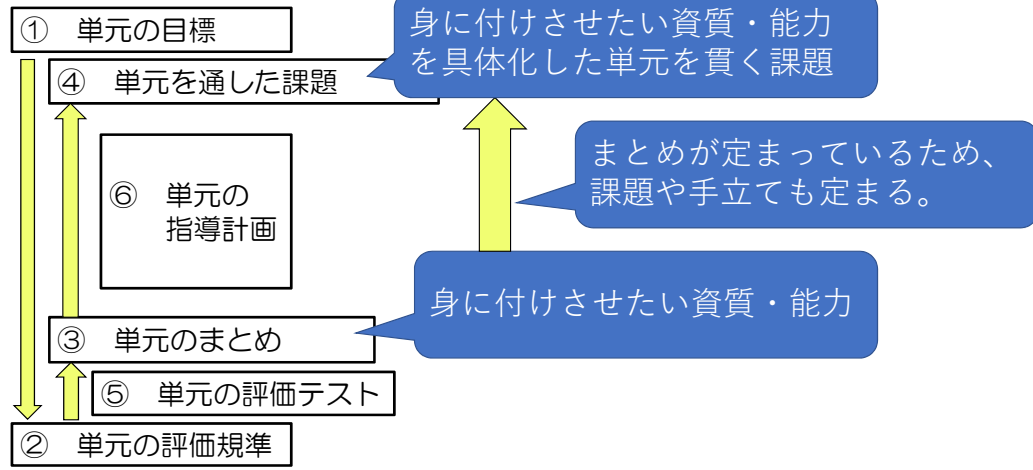 ① 単元の目標
④ 単元を通した課題
身に付けさせたい資質・能力
を具体化した単元を貫く課題
⑥ 単元の
指導計画
まとめが定まっているため、
課題や手立ても定まる。
身に付けさせたい資質・能力
③ 単元のまとめ
⑤ 単元の評価テスト
② 単元の評価規準